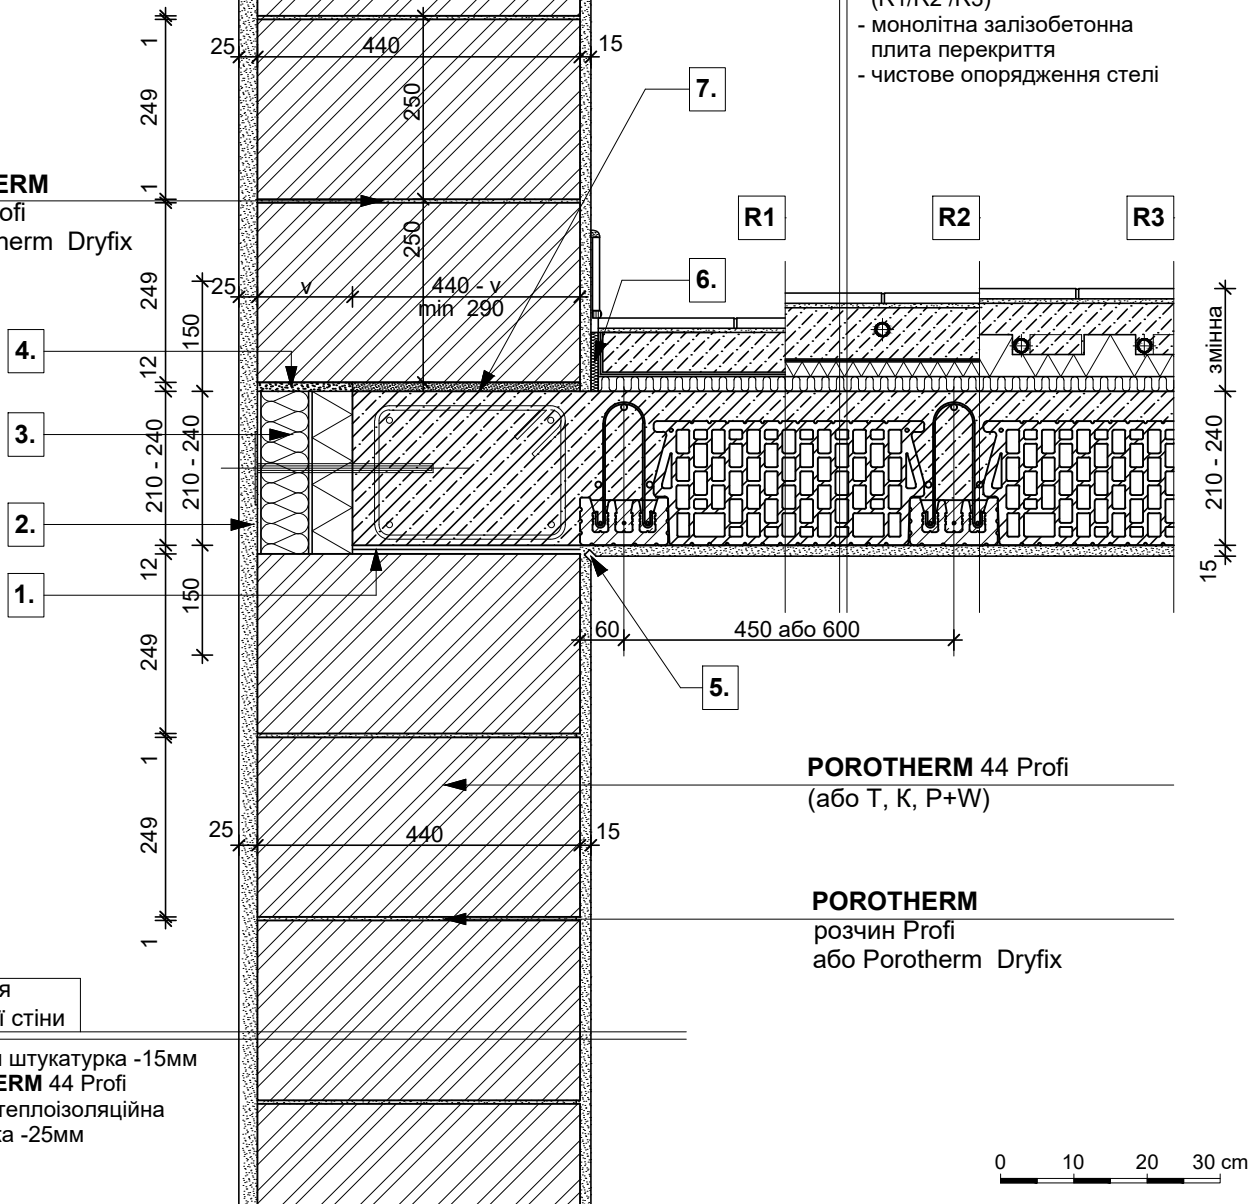 (R1/R2 /R3)
- монолітна залізобетонна
плита перекриття
- чистове опорядження стелі
1
25
440
15
249
250
7.
1
ERM
ofi
herm Dryfix
R1
R2
R3
250
249
25
v
440 - v
min 290
6.
150
змінна
4.
12
3.
210 - 240
210 - 240
210 - 240
2.
12
15
1.
150
60
450 або 600
249
5.
1
POROTHERM 44 Profi
(або Т, К, P+W)
249
25
440
15
POROTHERM
розчин Profi
або Porotherm Dryfix
1
я
ї стіни
штукатурка -15мм
ERM 44 Profi
теплоізоляційна
ка -25мм
0 10 20 30 cm